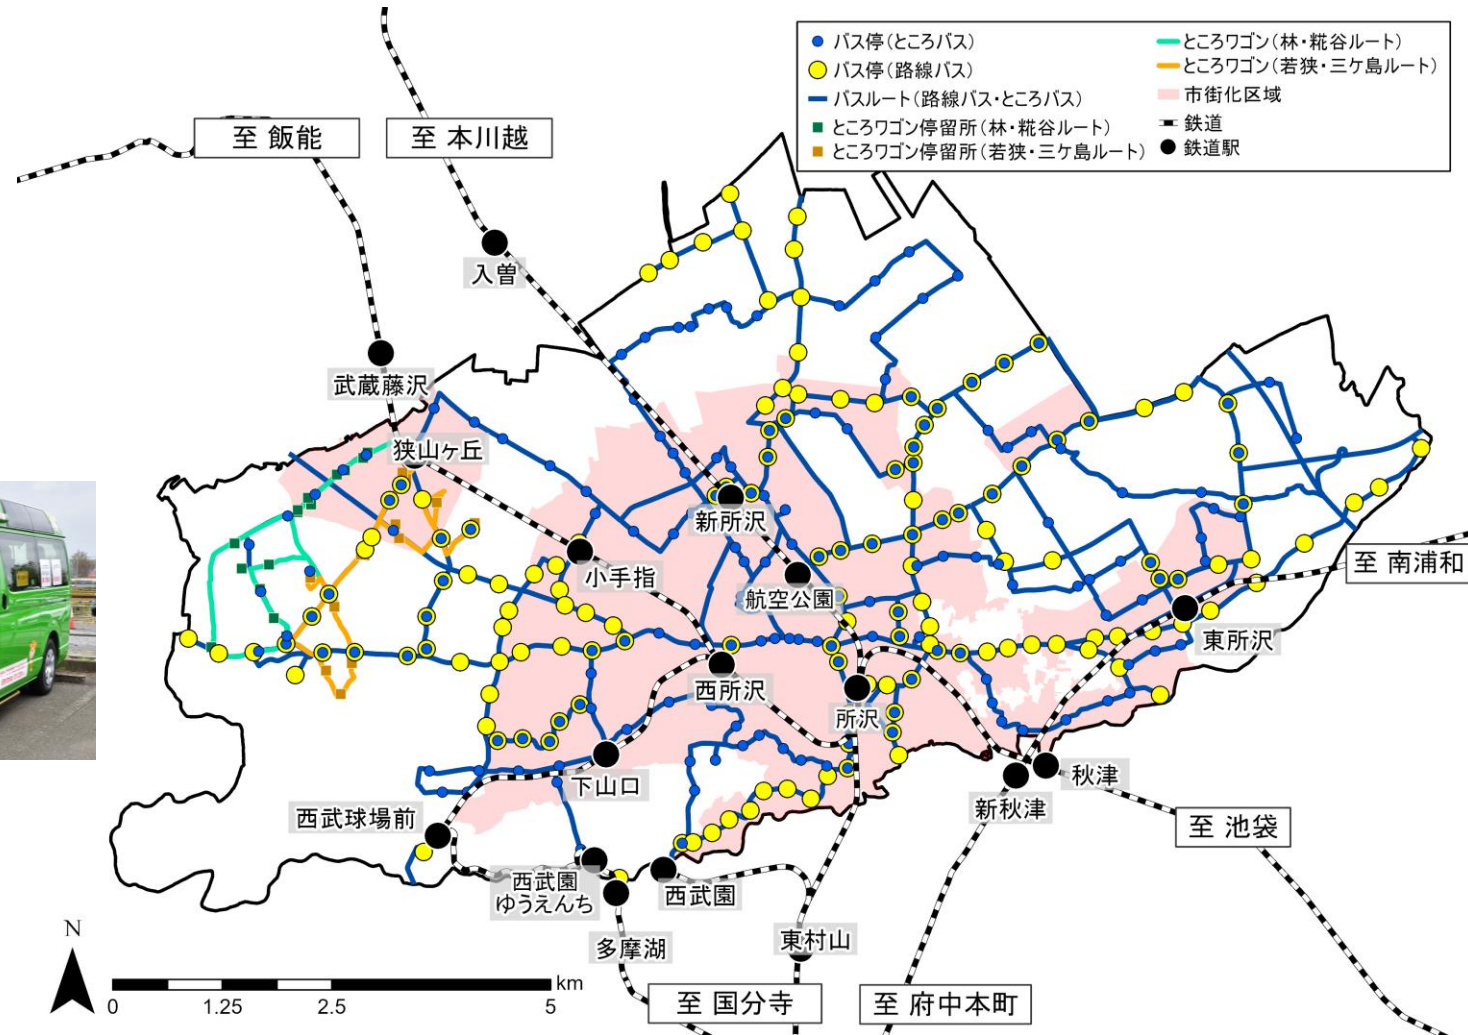 バス停(ところバス)
バス停(路線バス)
バスルート(路線バス・ところバス)
ところワゴン停留所(林・糀谷ルート)
ところワゴン停留所(若狭・三ケ島ルート)
ところワゴン(林・糀谷ルート)
ところワゴン(若狭・三ケ島ルート)
市街化区域
鉄道
鉄道駅
至 飯能
至 本川越
入曽
武蔵藤沢
狭山ヶ丘
新所沢
小手指
航空公園
至 南浦和
東所沢
西所沢
所沢
下山口
秋津
新秋津
西武球場前
至 池袋
西武園
ゆうえんち
西武園
多摩湖
東村山
至 国分寺
至 府中本町
N
km
0
1.25
2.5
5